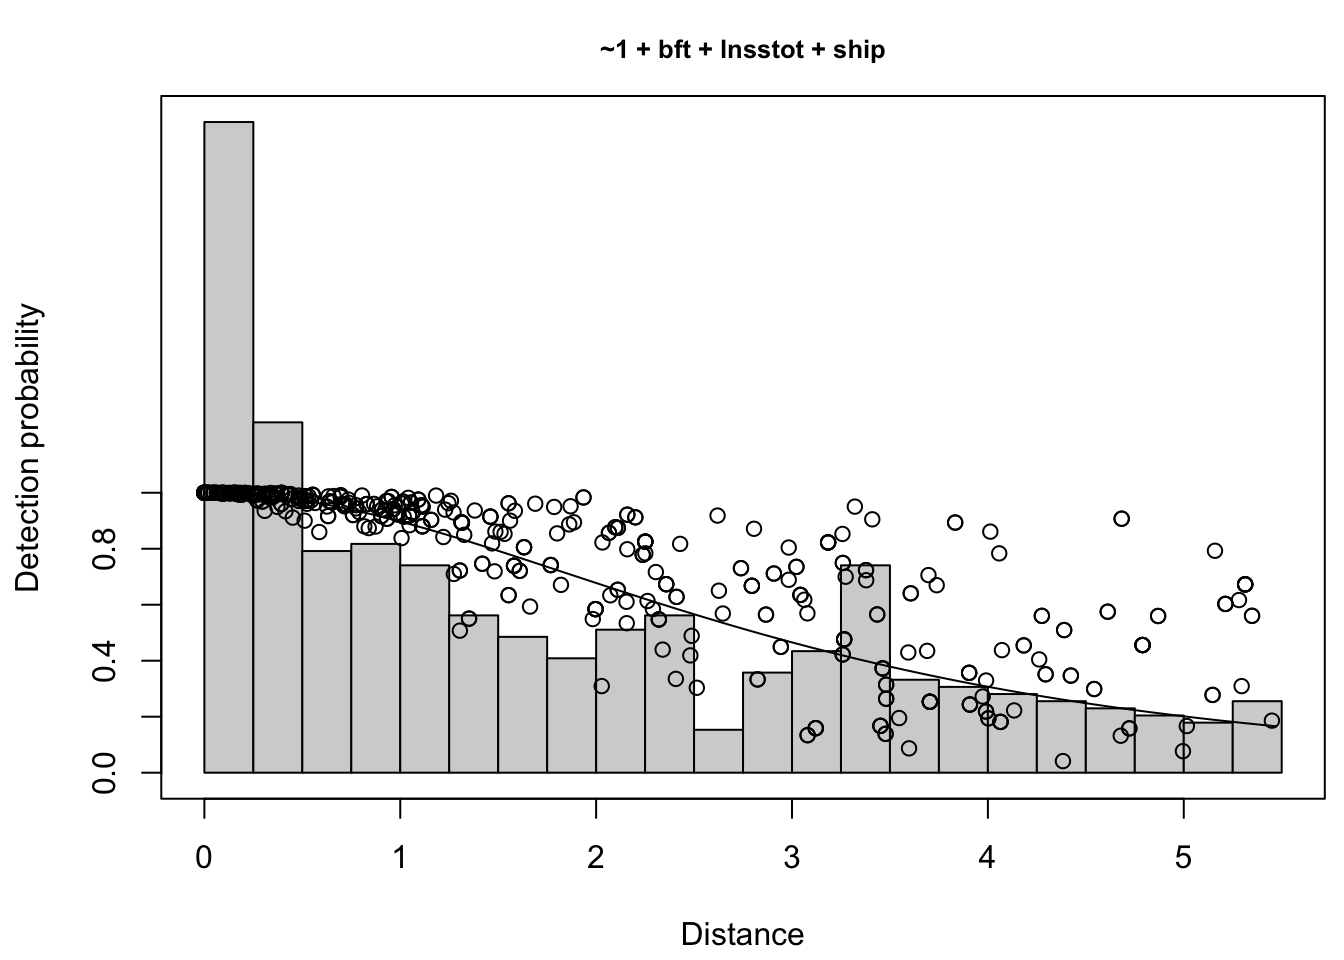 ~1 + bft + lnsstot + ship
Detection probability
0.8
0.4
0.0
0 1 2 3 4 5
Distance